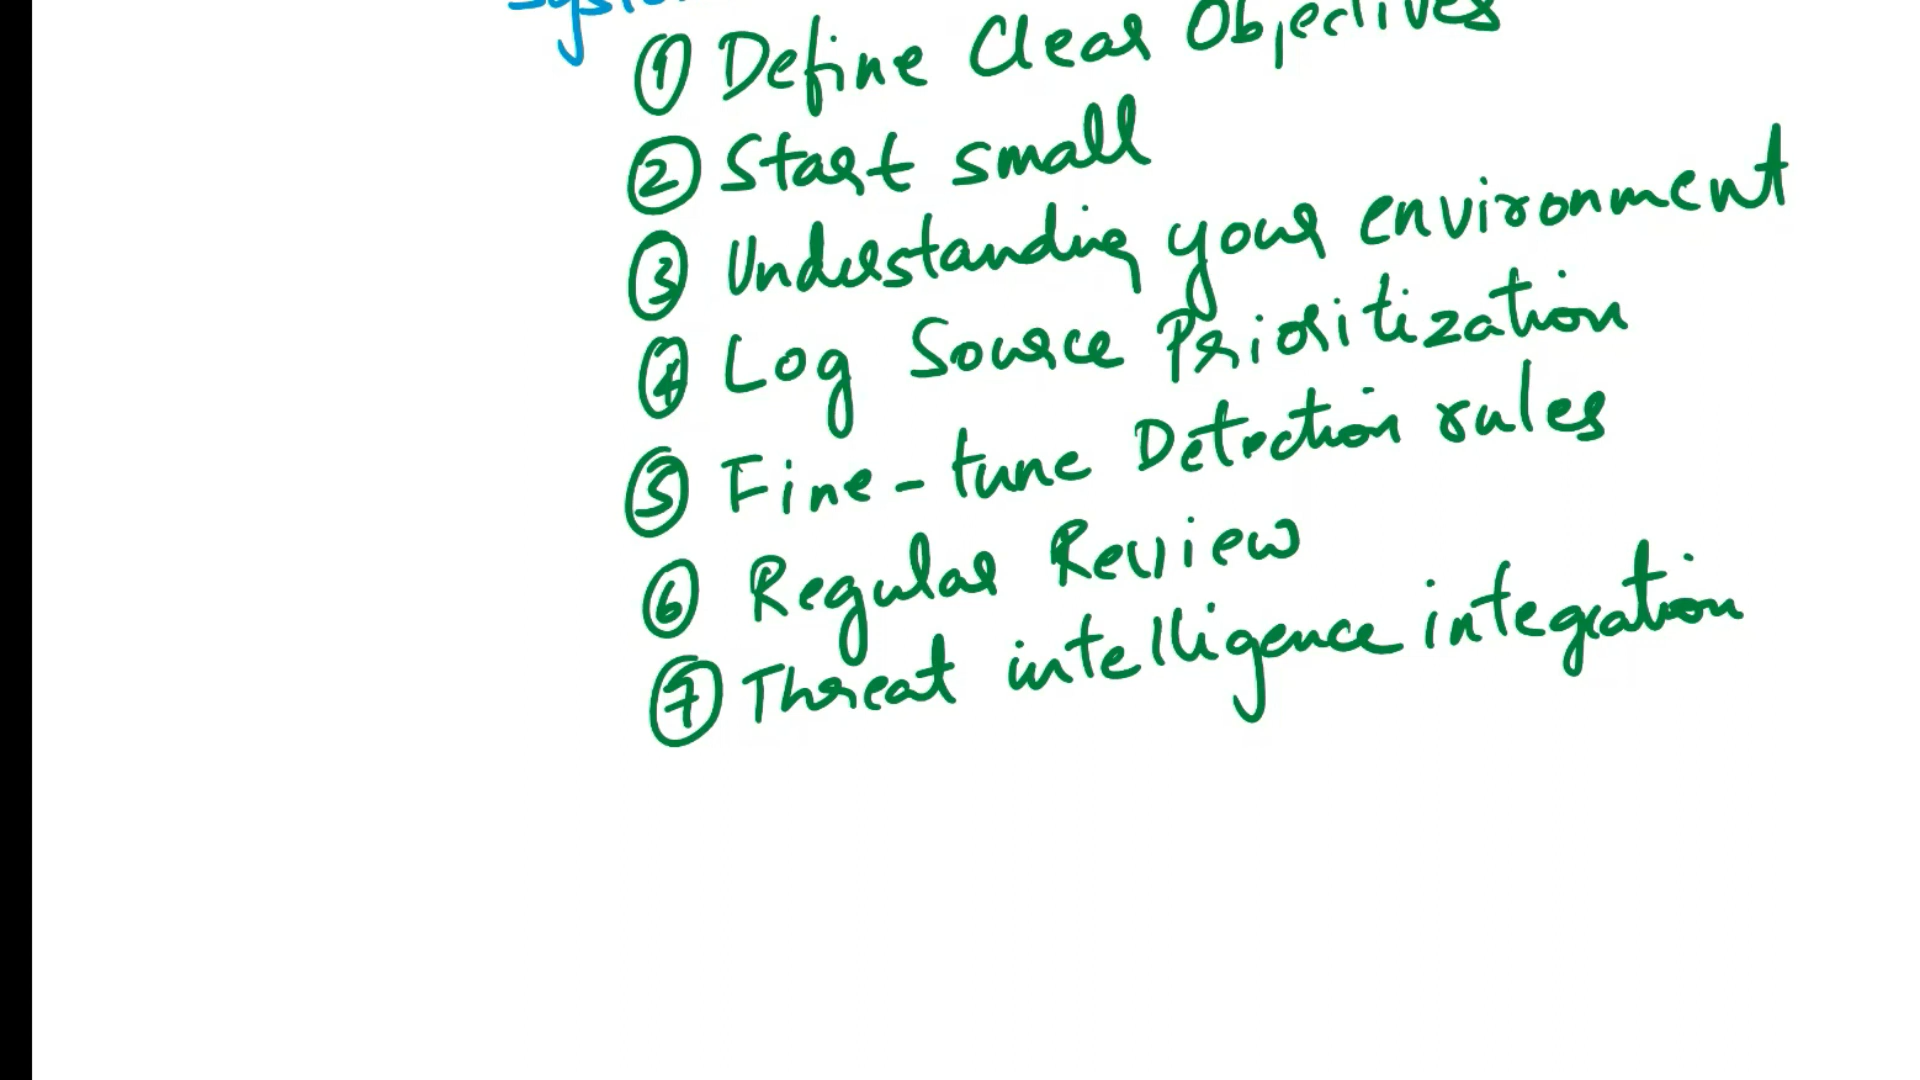 ① Define Clear Objectives
② Start small
③ Understanding your environment
④ Log Source Prioritization
⑤ Fine-tune Detection rules
⑥ Regular Review
⑦ Threat intelligence integration